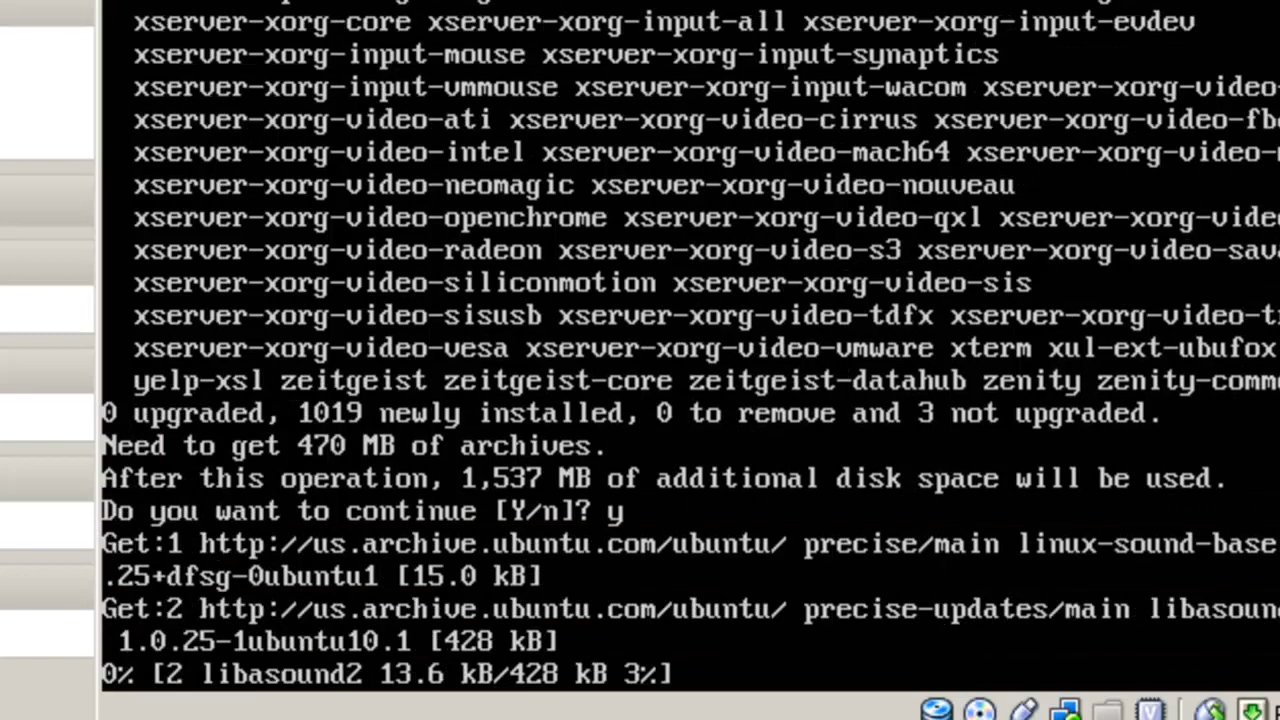 xserver-xorg-core xserver-xorg-input-all xserver-xorg-input-evdev
xserver-xorg-input-mouse xserver-xorg-input-synaptics
xserver-xorg-input-vmmouse xserver-xorg-input-wacom xserver-xorg-video-
xserver-xorg-video-ati xserver-xorg-video-cirrus xserver-xorg-video-fb
xserver-xorg-video-intel xserver-xorg-video-mach64 xserver-xorg-video-
xserver-xorg-video-neomagic xserver-xorg-video-nouveau
xserver-xorg-video-openchrome xserver-xorg-video-qxl xserver-xorg-vide
xserver-xorg-video-radeon xserver-xorg-video-s3 xserver-xorg-video-sav
xserver-xorg-video-siliconmotion xserver-xorg-video-sis
xserver-xorg-video-sisusb xserver-xorg-video-tdfx xserver-xorg-video-t
xserver-xorg-video-vesa xserver-xorg-video-vmware xterm xul-ext-ubufox
yelp-xsl zeitgeist zeitgeist-core zeitgeist-datahub zenity zenity-comm
0 upgraded, 1019 newly installed, 0 to remove and 3 not upgraded.
Need to get 470 MB of archives.
After this operation, 1,537 MB of additional disk space will be used.
Do you want to continue [Y/n]? y
Get:1 http://us.archive.ubuntu.com/ubuntu/ precise/main linux-sound-base
.25+dfsg-0ubuntu1 [15.0 kB]
Get:2 http://us.archive.ubuntu.com/ubuntu/ precise-updates/main libasoun
1.0.25-1ubuntu10.1 [428 kB]
0% [2 libasound2 13.6 kB/428 kB 3%]